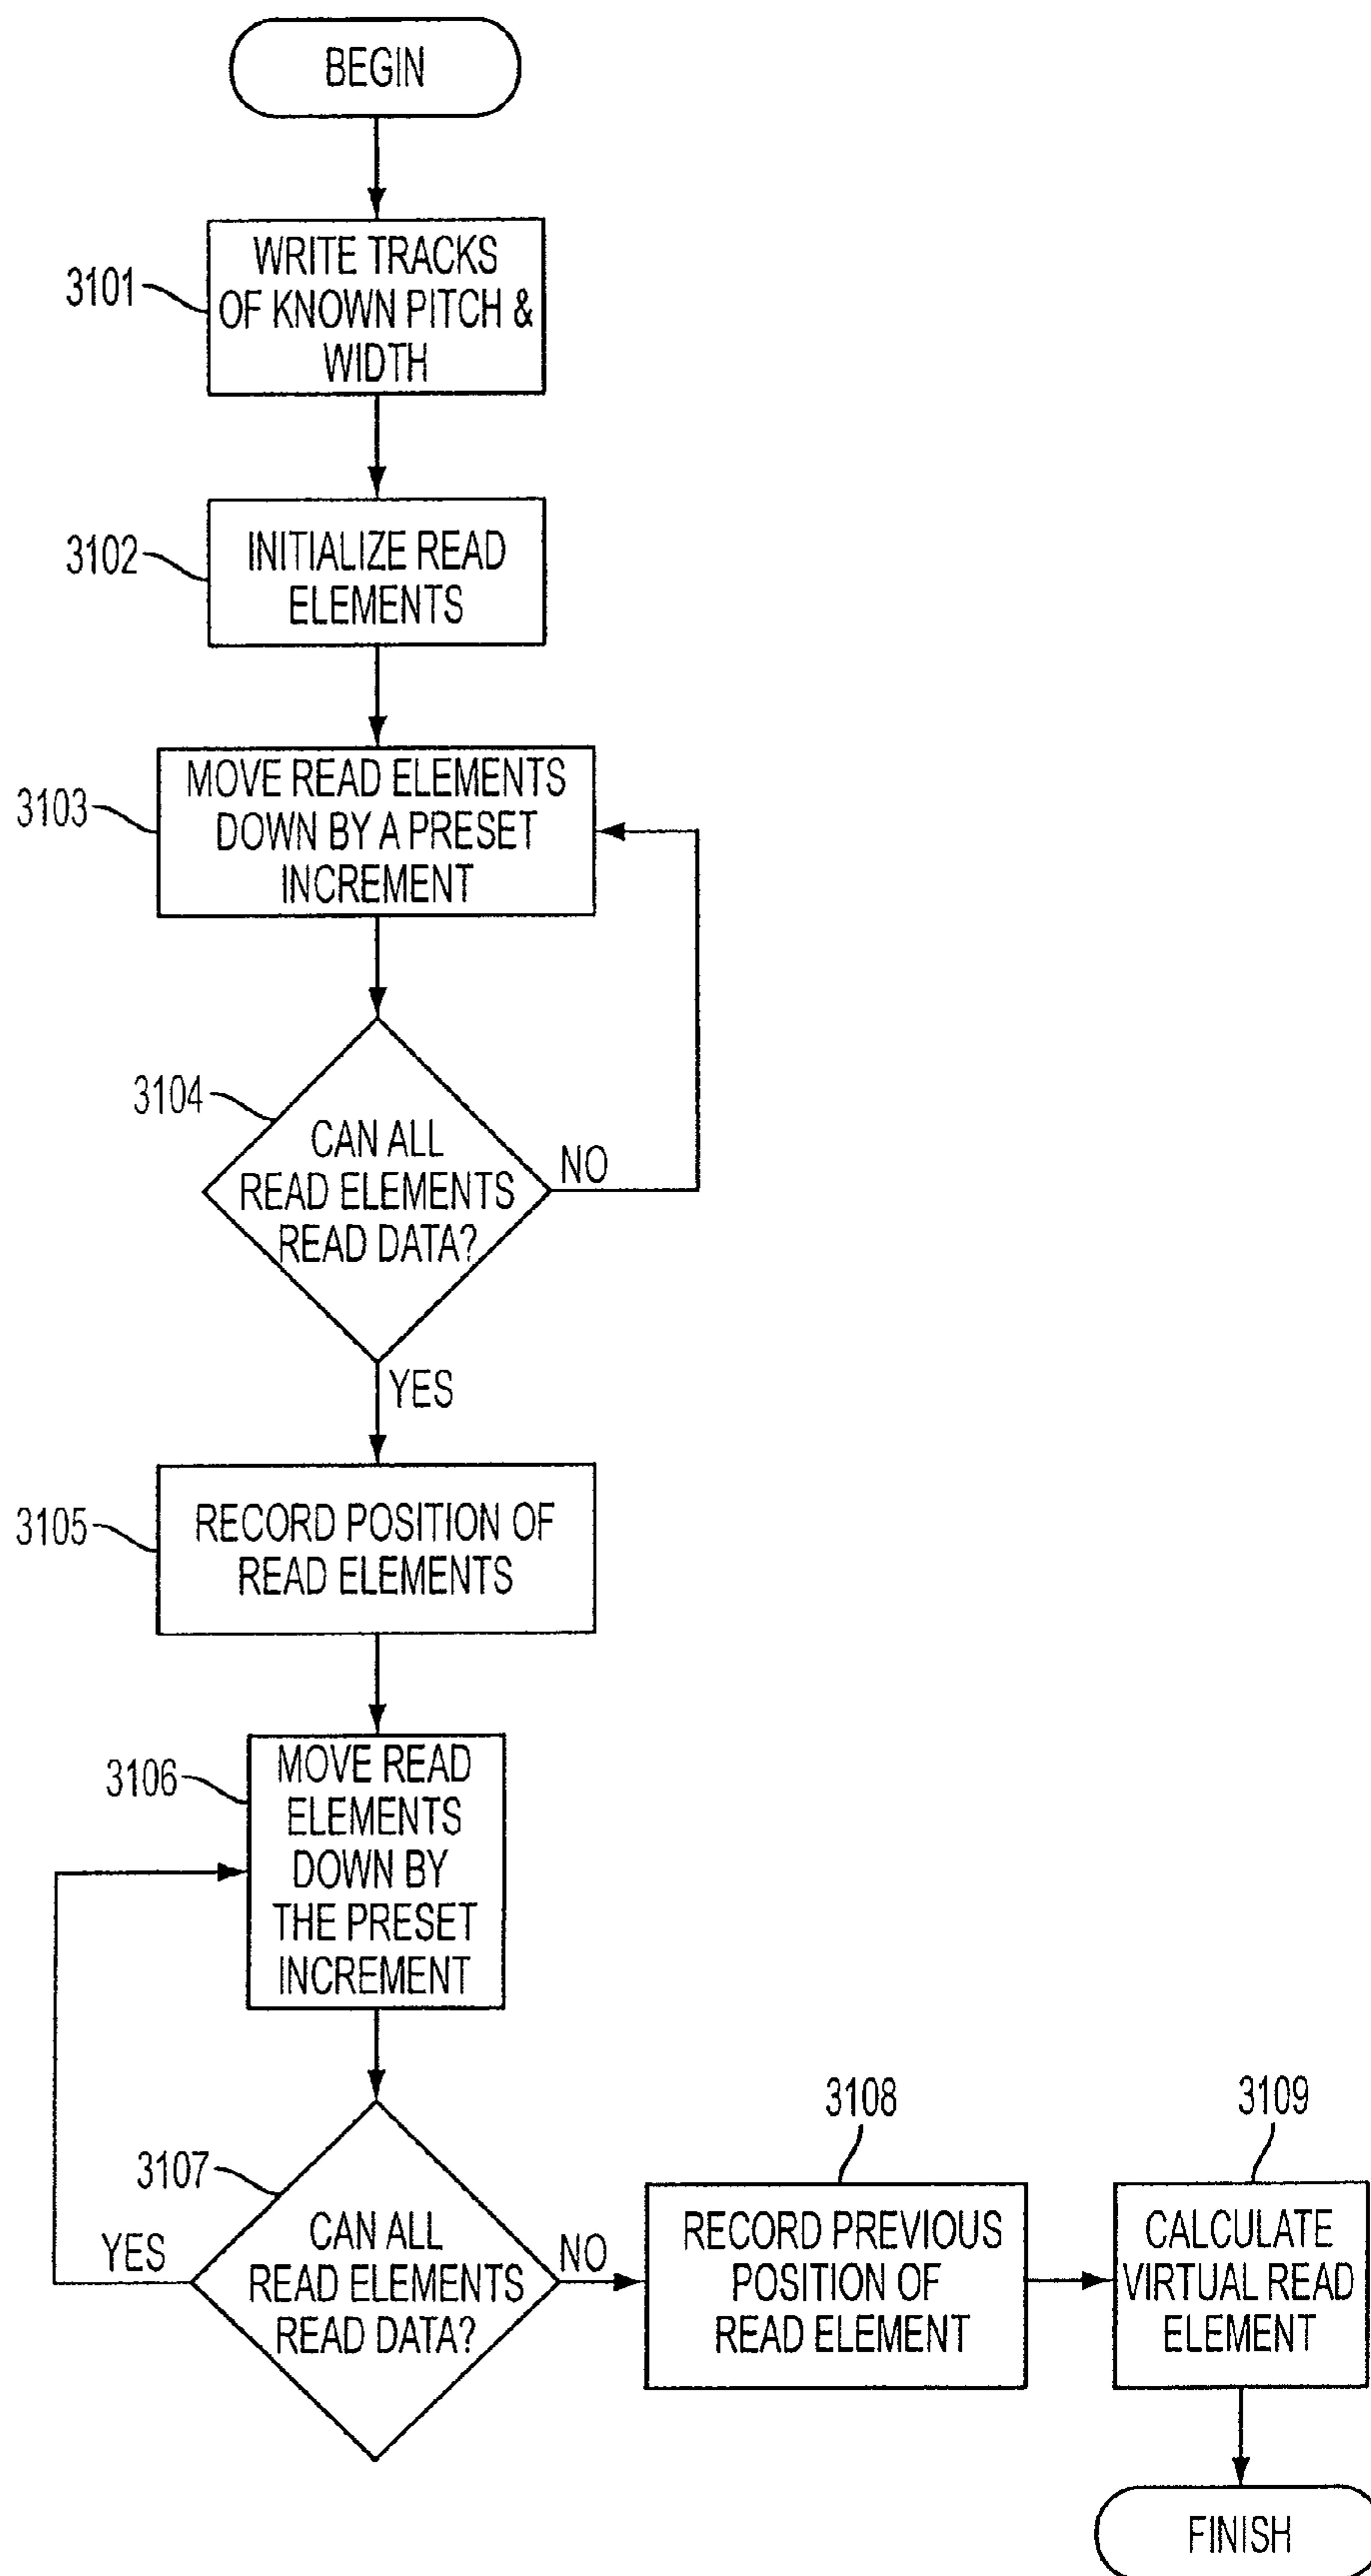 BEGIN
3101
WRITE TRACKS
OF KNOWN PITCH &
WIDTH
3102
INITIALIZE READ
ELEMENTS
3103
MOVE READ ELEMENTS
DOWN BY A PRESET
INCREMENT
3104
CAN ALL
READ ELEMENTS
READ DATA?
NO
YES
3105
RECORD POSITION OF
READ ELEMENTS
3106
MOVE READ
ELEMENTS
DOWN BY
THE PRESET
INCREMENT
3107
CAN ALL
READ ELEMENTS
READ DATA?
YES
NO
3108
RECORD PREVIOUS
POSITION OF
READ ELEMENT
3109
CALCULATE
VIRTUAL READ
ELEMENT
FINISH